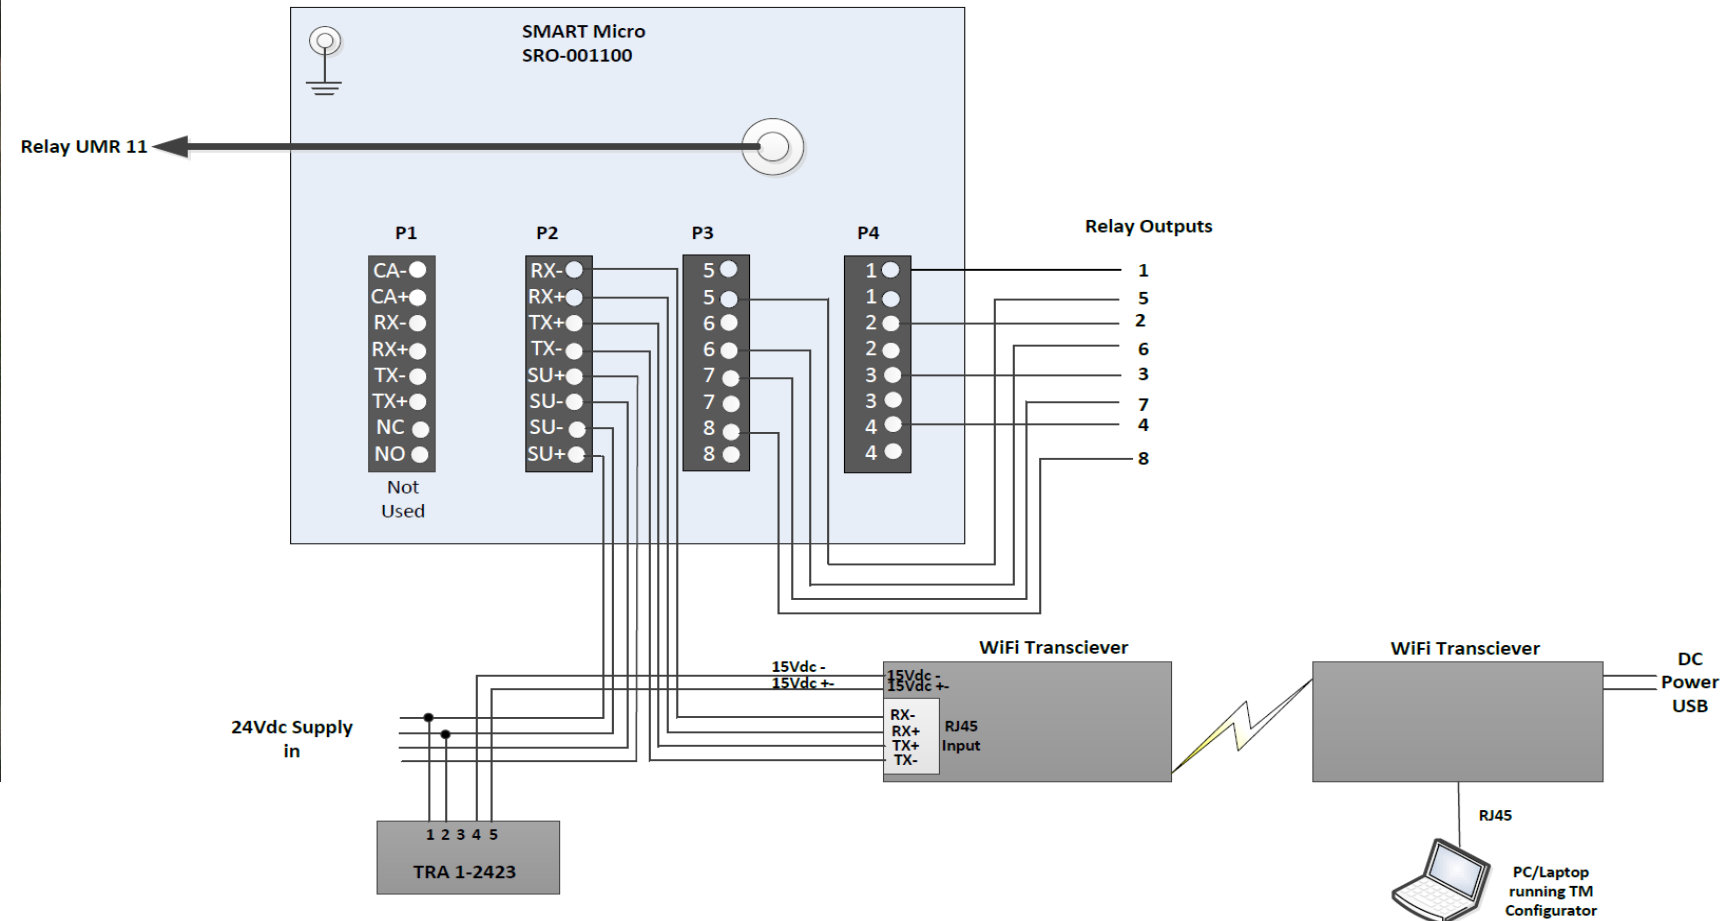 SMART Micro
SRO-001100
Relay UMR 11
P1
P2
P3
P4
Relay Outputs
CA-
CA+
RX-
RX+
TX-
TX+
NC
NO
Not
Used
RX-
RX+
TX+
TX-
SU+
SU-
SU-
SU+
5
5
6
6
7
7
8
8
1
1
2
2
3
3
4
4
1
5
2
6
3
7
4
8
WiFi Transciever
15Vdc -
15Vdc +-
15Vdc -
15Vdc +-
RX-
RX+
TX+
TX-
RJ45
Input
WiFi Transciever
DC
Power
USB
24Vdc Supply
in
1 2 3 4 5
TRA 1-2423
RJ45
PC/Laptop
running TM
Configurator